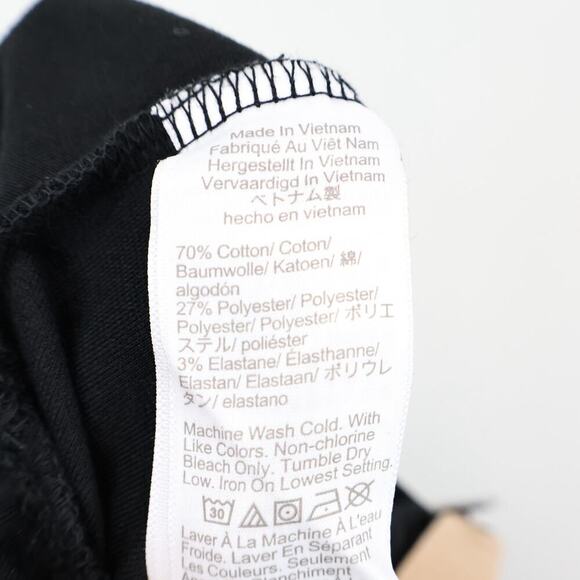 Made In Vietnam
Fabriqué Au Viêt Nam
Hergestellt In Vietnam
Vervaardigd In Vietnam
ベトナム製
hecho en vietnam
70% Cotton/ Coton/
Baumwolle/ Katoen/ 綿/
algodón
27% Polyester/ Polyester/
Polyester/ Polyester/ ポリエ
ステル/ poliéster
3% Elastane/ Élasthanne/
Elastan/ Elastaan/ ポリウレ
タン/ elastano
Machine Wash Cold. With
Like Colors. Non-chlorine
Bleach Only. Tumble Dry
Low. Iron On Lowest Setting.
30
Laver À La Machine À L'eau
Froide. Laver En Séparant
Les Couleurs. Seulement